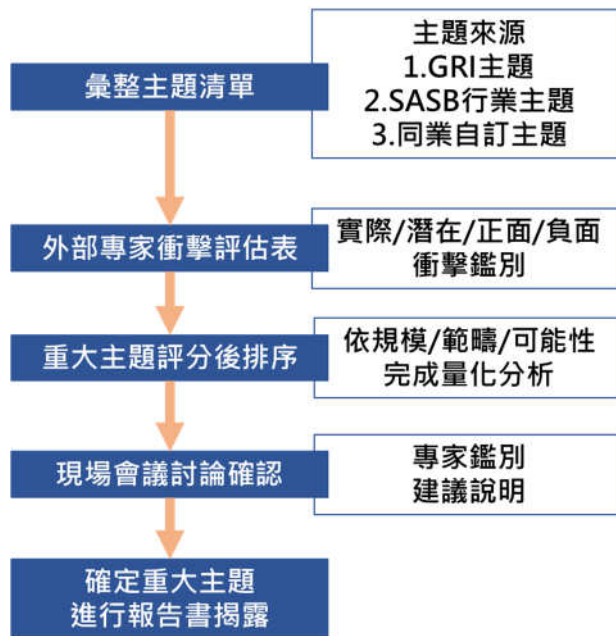 彙整主題清單
主題來源
1.GRI主題
2.SASB行業主題
3.同業自訂主題
外部專家衝擊評估表
實際/潛在/正面/負面
衝擊鑑別
重大主題評分後排序
依規模/範疇/可能性
完成量化分析
現場會議討論確認
專家鑑別
建議說明
確定重大主題
進行報告書揭露